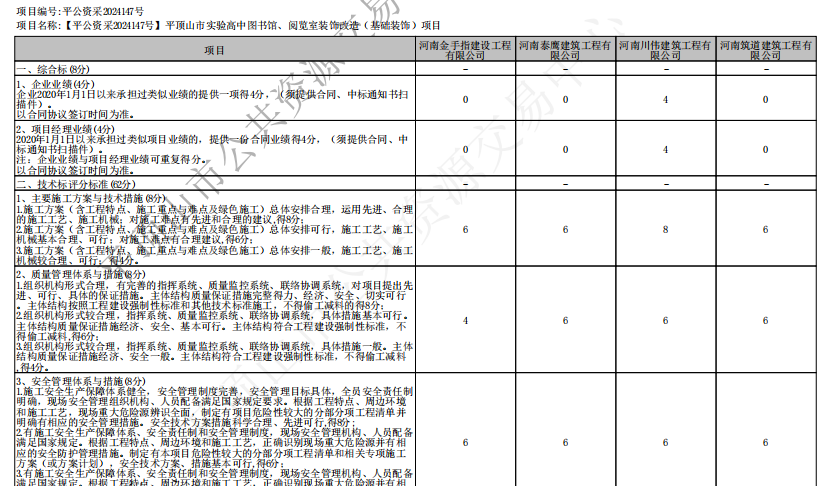 项目编号:平公资采2024147号
项目名称:【平公资采2024147号】平顶山市实验高中图书馆、阅览室装饰改造（基础装饰）项目
项目
河南金手指建设工程有限公司
河南泰鹰建筑工程有限公司
河南川伟建筑工程有限公司
河南筑道建筑工程有限公司
一、综合标(8分)
－ － － －
1、企业业绩(4分)
企业2020年1月1日以来承担过类似业绩的提供一项得4分，（须提供合同、中标通知书扫
描件）。
以合同协议签订时间为准。
0 0 4 0
2、项目经理业绩(4分)
2020年1月1日以来承担过类似项目业绩的，提供一份合同业绩得4分，（须提供合同、中
标通知书扫描件）。
注：企业业绩与项目经理业绩可重复得分。
以合同协议签订时间为准。
0 0 4 0
二、技术标评分标准(62分)
－ － － －
1、主要施工方案与技术措施(8分)
1.施工方案（含工程特点、施工重点与难点及绿色施工）总体安排合理，运用先进、合理
的施工工艺、施工机械；对施工难点有先进和合理的建议,得8分；
2.施工方案（含工程特点、施工重点与难点及绿色施工）总体安排可行，施工工艺、施工
机械基本合理、可行；对施工难点有合理建议,得6分；
3.施工方案（含工程特点、施工重点与难点及绿色施工）总体安排一般，施工工艺、施工
机械较合理、可行；得4分。
6 6 8 6
2、质量管理体系与措施(8分)
1.组织机构形式合理，有完善的指挥系统、质量监控系统、联络协调系统，对项目提出先
进、可行、具体的保证措施。主体结构质量保证措施完整得力、经济、安全、切实可行
。主体结构按照工程建设强制性标准和其他技术标准施工，不得偷工减料的得8分；
2.组织机构形式较合理，指挥系统、质量监控系统、联络协调系统，具体措施基本可行。
主体结构质量保证措施经济、安全、基本可行。主体结构符合工程建设强制性标准，不
得偷工减料,得6分；
3.组织机构形式较合理，指挥系统、质量监控系统、联络协调系统，具体措施一般。主体
结构质量保证措施经济、安全一般。主体结构符合工程建设强制性标准，不得偷工减料
,得4分。
4 6 6 6
3、安全管理体系与措施(8分)
1.施工安全生产保障体系健全，安全管理制度完善，安全管理目标具体，全员安全责任制
明确，现场安全管理组织机构、人员配备满足国家规定要求。根据工程特点、周边环境
和施工工艺，现场重大危险源辨识全面，制定有项目危险性较大的分部分项工程清单并
明确有相应的安全管理措施。安全技术方案措施科学合理、先进可行,得8分；
2.有施工安全生产保障体系、安全责任制和安全管理制度，现场安全管理机构、人员配备
满足国家规定。根据工程特点、周边环境和施工工艺，正确识别现场重大危险源并有相
应的安全防护管理措施。制定有本项目危险性较大的分部分项工程清单和相关专项施工
方案（或方案计划），安全技术方案、措施基本可行,得6分；
3.有施工安全生产保障体系、安全责任制和安全管理制度，现场安全管理机构、人员配备
满足国家规定。根据工程特点、周边环境和施工工艺，正确识别现场重大危险源并有相
6 6 6 6